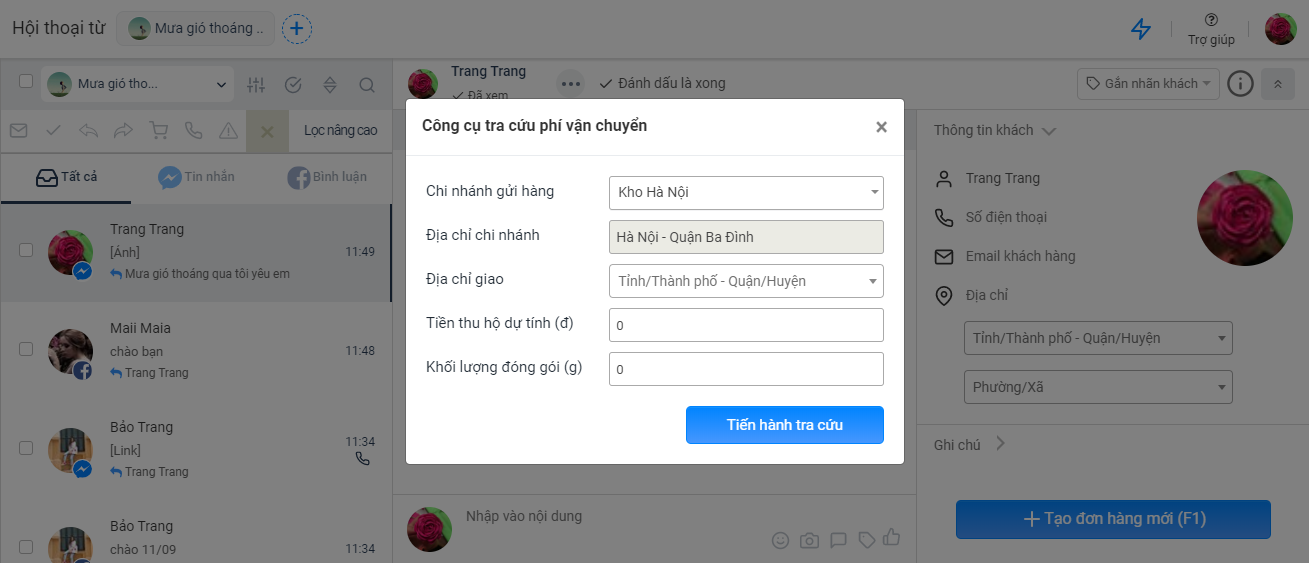 Hội thoại từ
Mưa gió thoáng ..
Trợ giúp
Mưa gió tho...
Lọc nâng cao
Tất cả
Tin nhắn
Bình luận
Trang Trang
[Ảnh]
11:49
Mưa gió thoáng qua tôi yêu em
Maii Maia
chào bạn
11:48
Trang Trang
Bảo Trang
[Link]
11:34
Trang Trang
Bảo Trang
chào 11/09
11:34
Trang Trang
Đã xem
Đánh dấu là xong
Gắn nhãn khách
Công cụ tra cứu phí vận chuyển
Chi nhánh gửi hàng
Kho Hà Nội
Địa chỉ chi nhánh
Hà Nội - Quận Ba Đình
Địa chỉ giao
Tỉnh/Thành phố - Quận/Huyện
Tiền thu hộ dự tính (đ)
0
Khối lượng đóng gói (g)
0
Tiến hành tra cứu
Nhập vào nội dung
Thông tin khách
Trang Trang
Số điện thoại
Email khách hàng
Địa chỉ
Tỉnh/Thành phố - Quận/Huyện
Phường/Xã
Ghi chú
Tạo đơn hàng mới (F1)